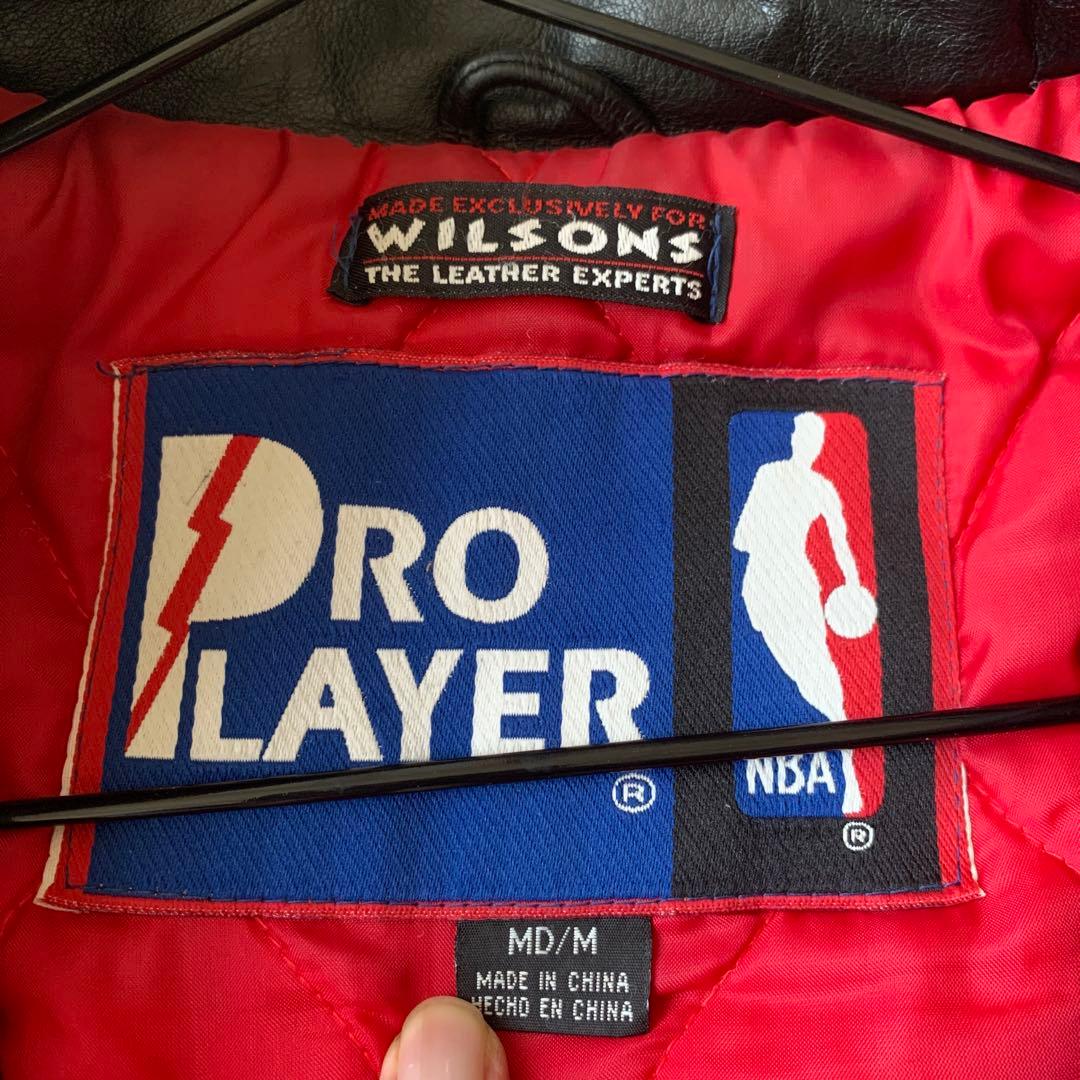 MADE EXCLUSIVELY FOR
WILSONS
THE LEATHER EXPERTS
PRO
PLAYER
®
NBA
®
MD/M
MADE IN CHINA
HECHO EN CHINA